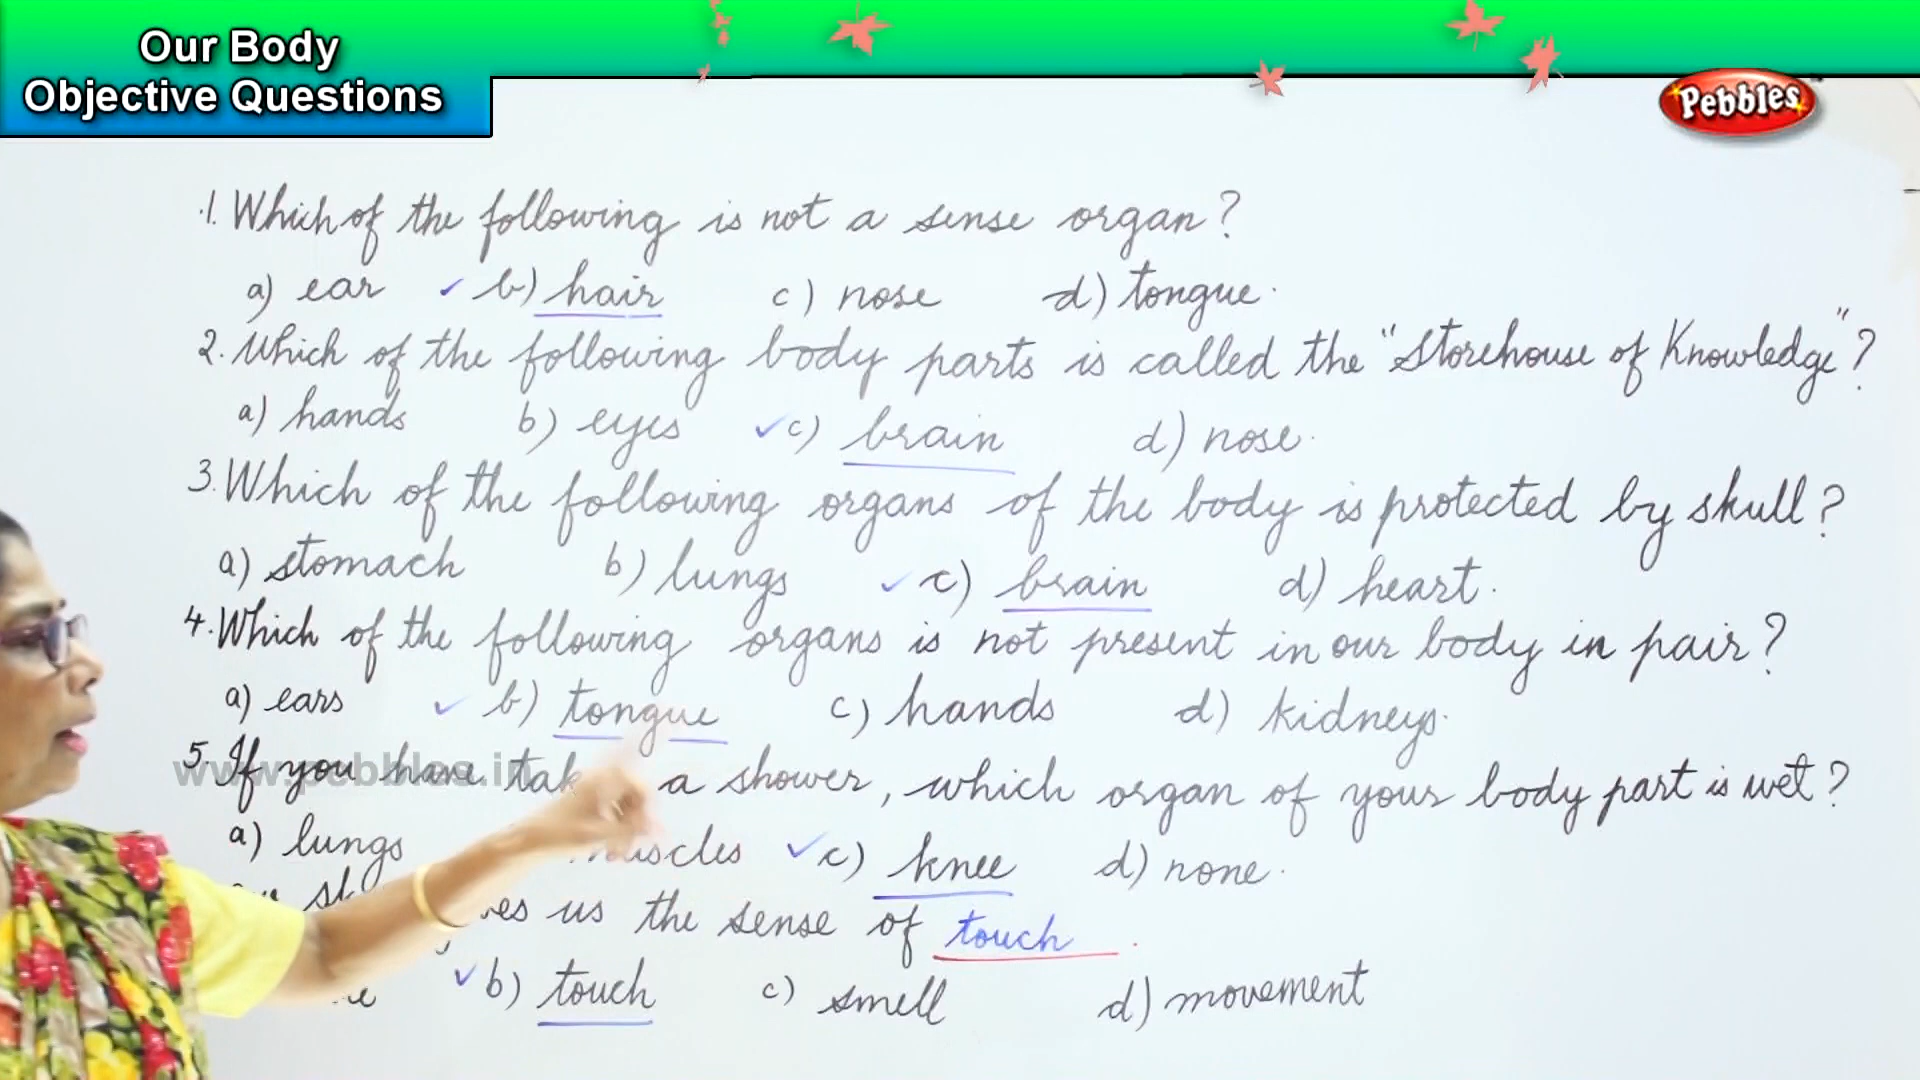 Our Body
Objective Questions
Pebbles
1. Which of the following is not a sense organ?
a) ear ✓ b) hair c) nose d) tongue.
2. Which of the following body parts is called the "Storehouse of Knowledge"?
a) hands b) eyes ✓ c) brain d) nose.
3. Which of the following organs of the body is protected by skull?
a) stomach b) lungs ✓ c) brain d) heart.
4. Which of the following organs is not present in our body in pair?
a) ears ✓ b) tongue c) hands d) kidneys.
5. If you have a shower, which organ of your body part is wet?
www.pebbles.in
a) lungs muscles ✓ c) knee d) none.
us the sense of touch.
✓ b) touch c) smell d) movement